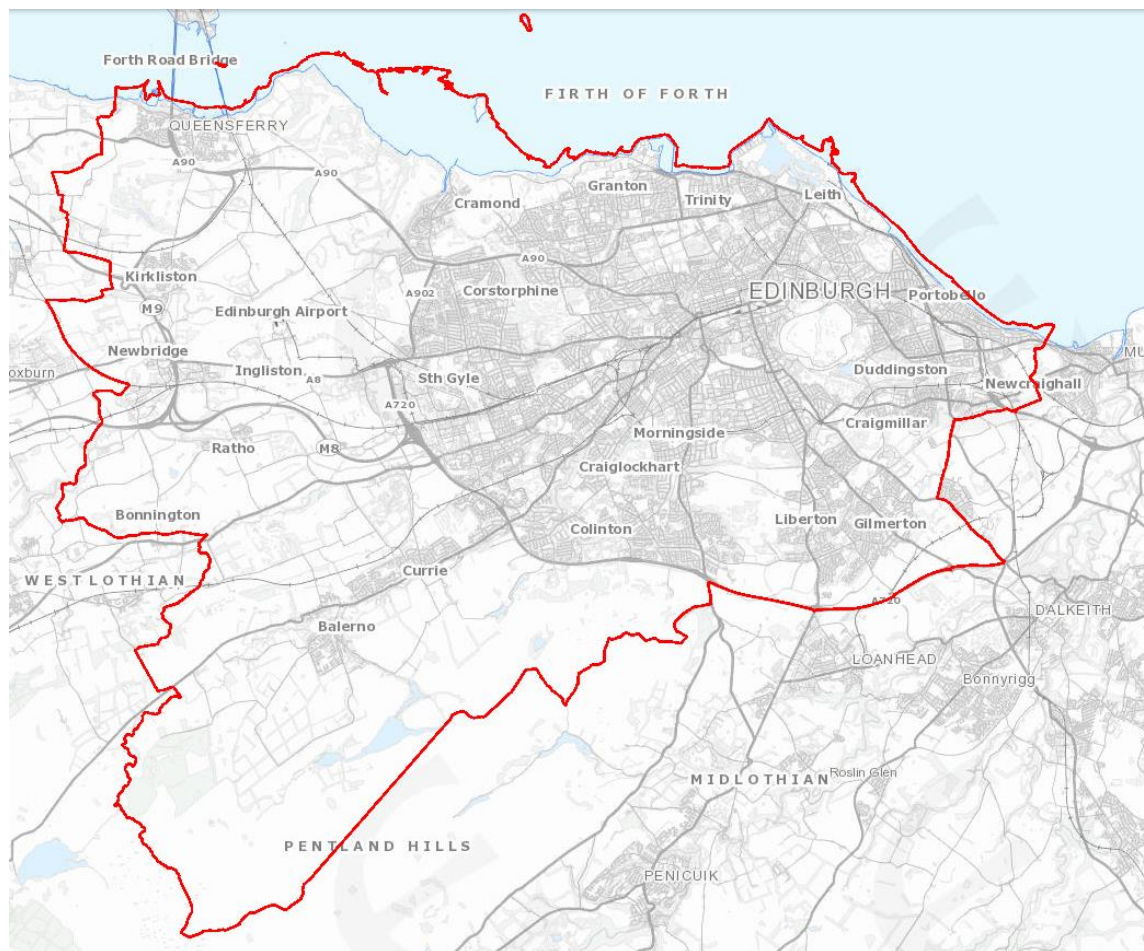 Forth Road Bridge
FIRTH OF FORTH
QUEENSFERRY
A90
A90
Granton
Trinity
Leith
Cramond
A90
Kirkliston
A902
Corstorphine
EDINBURGH
Portobello
M9
Edinburgh Airport
Newbridge
MU
oxburn
Ingliston
A8
Sth Gyle
Duddingston
Newcraighall
A720
Craigmillar
Ratho
M8
Morningside
Craiglockhart
Bonnington
Colinton
Liberton
Gilmerton
WEST LOTHIAN
Currie
A720
DALKEITH
Balerno
LOANHEAD
Bonnyrigg
MIDLOTHIAN
Roslin Glen
PENTLAND HILLS
PENICUIK